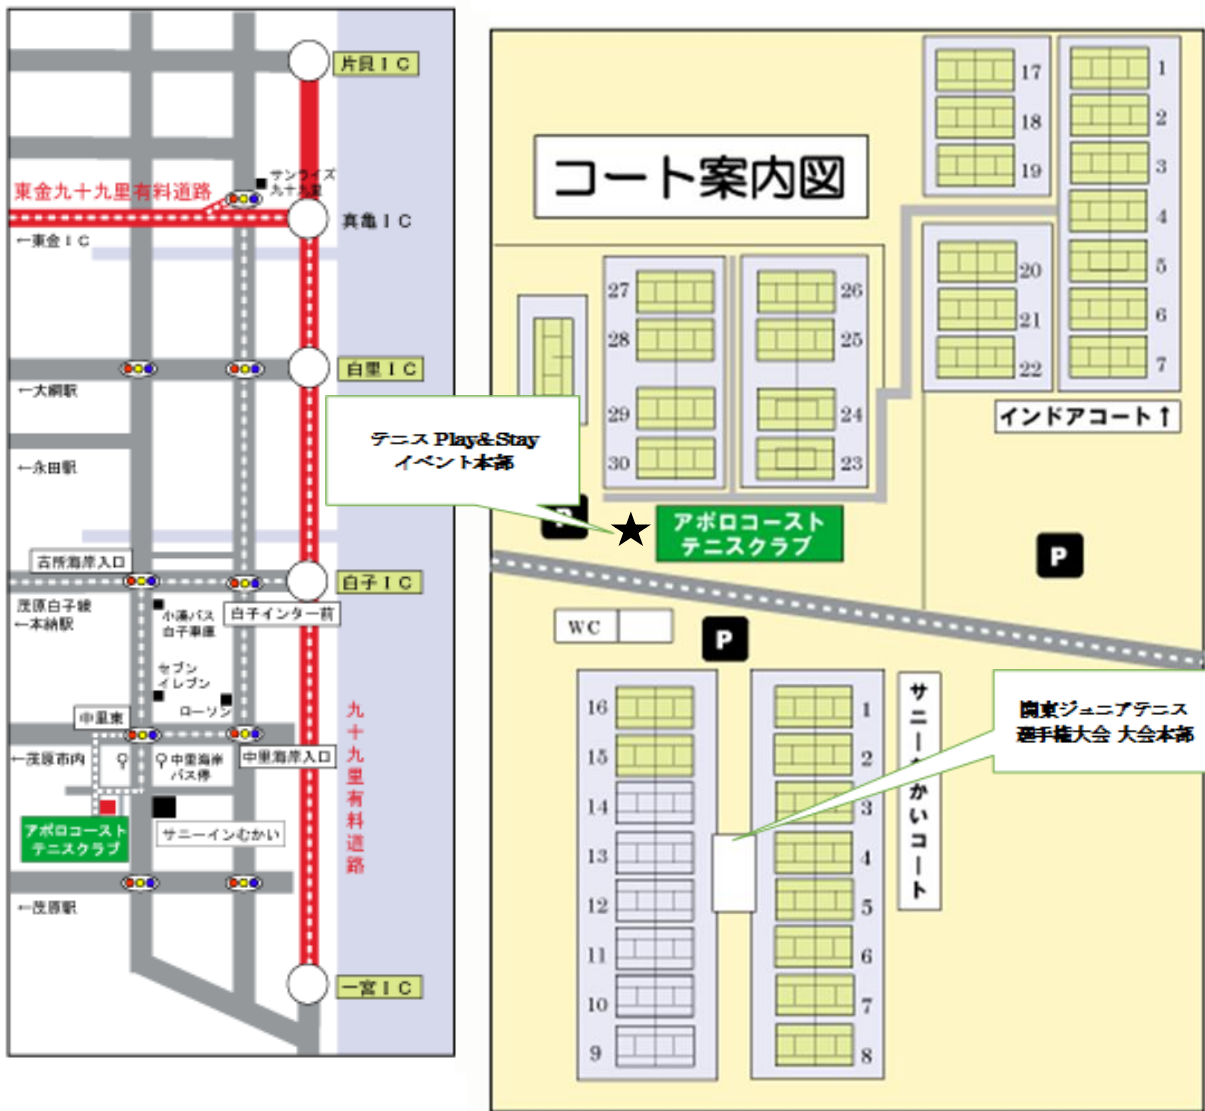 片貝ＩＣ
サンライズ
九十九里
東金九十九里有料道路
真亀ＩＣ
←東金ＩＣ
白里ＩＣ
←大網駅
←永田駅
古所海岸入口
白子ＩＣ
茂原白子線
←本納駅
小湊バス
白子車庫
白子インター前
セブン
イレブン
ローソン
中里東
←茂原市内
中里海岸
バス停
中里海岸入口
アポロコースト
テニスクラブ
サニーインむかい
九十九里有料道路
←茂原駅
一宮ＩＣ
コート案内図
17
18
19
1
2
3
4
5
6
7
20
21
22
インドアコート↑
27
28
29
30
26
25
24
23
テニス Play&Stay
イベント本部
P
★
アポロコースト
テニスクラブ
P
WC
P
16
15
14
13
12
11
10
9
1
2
3
4
5
6
7
8
関東ジュニアテニス
選手権大会 大会本部